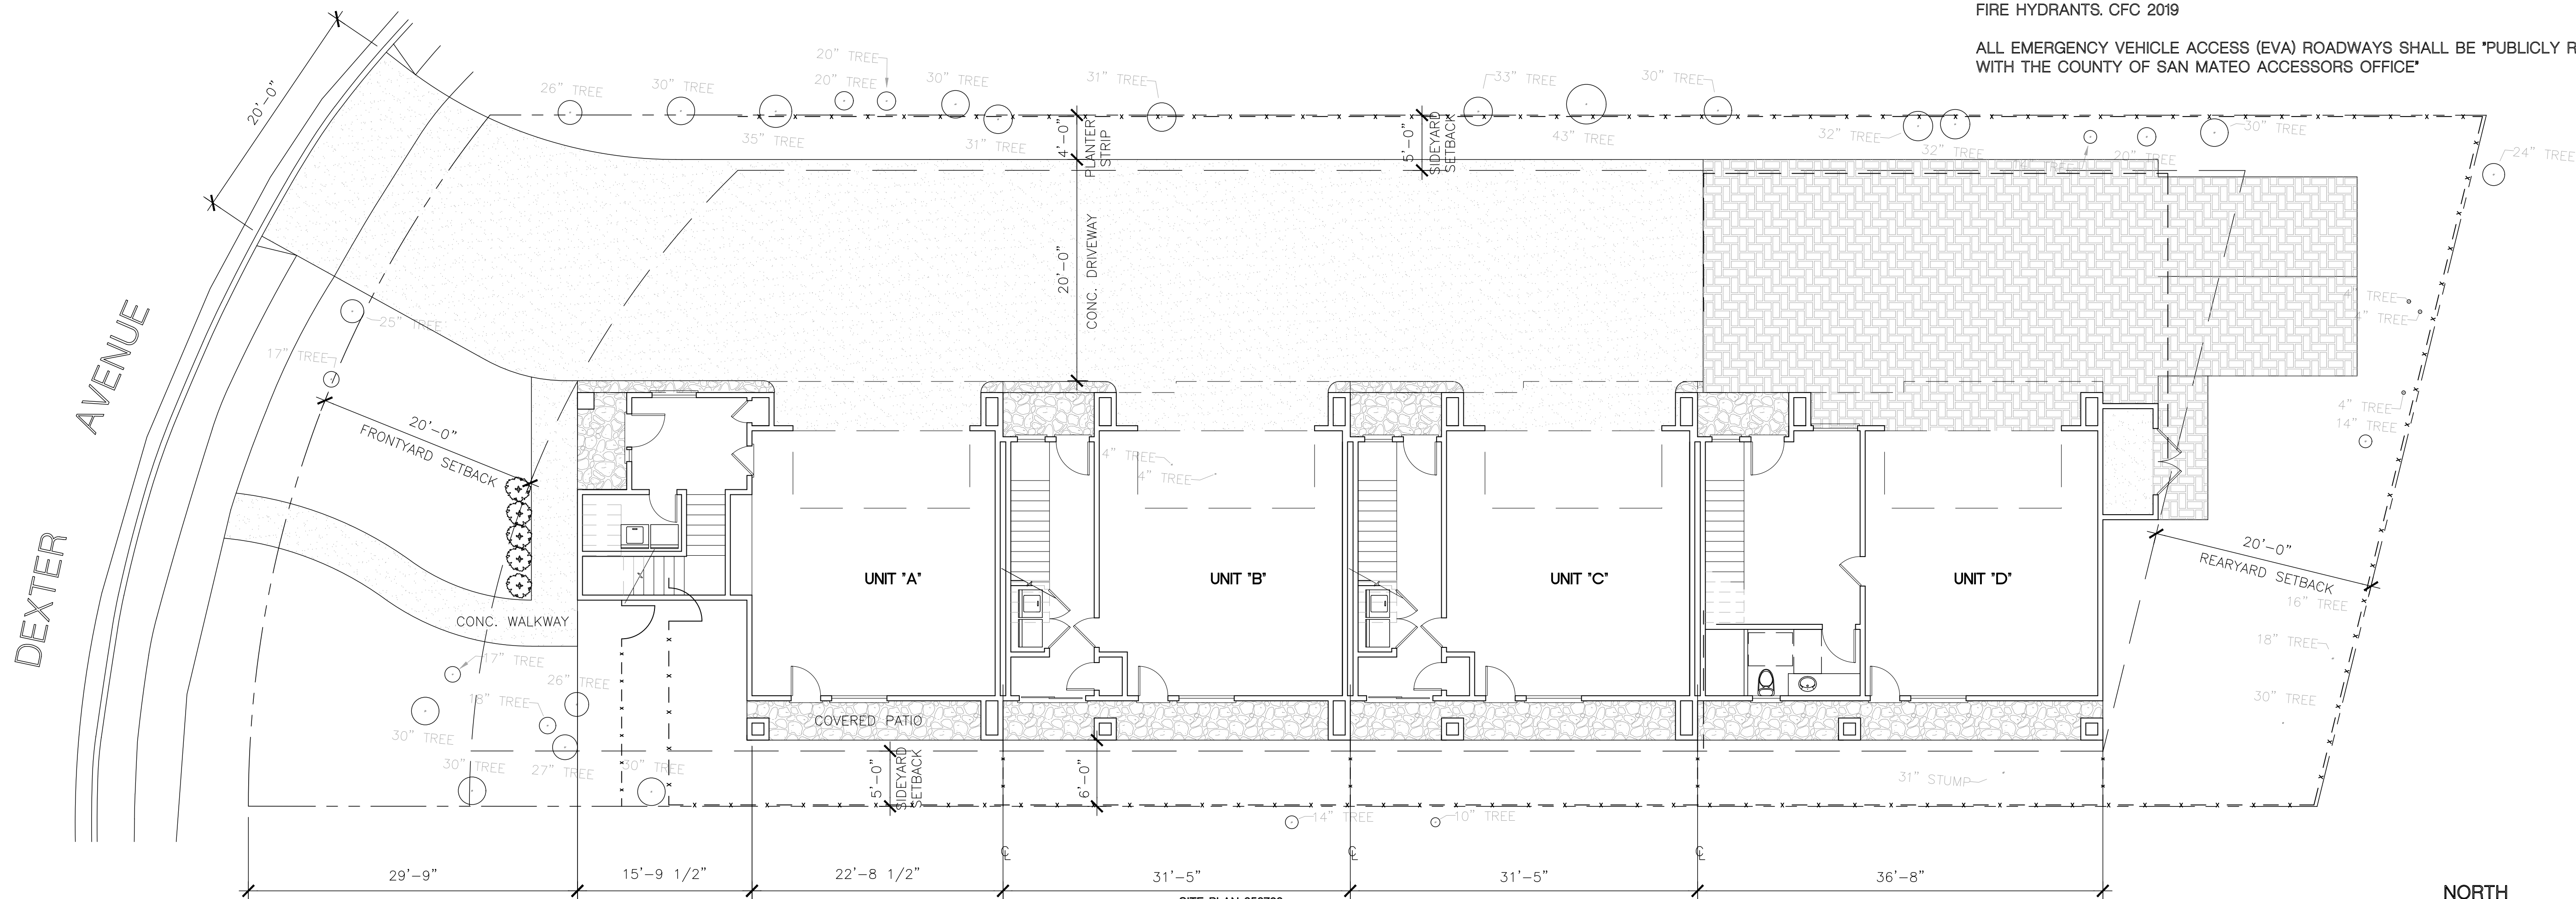 FIRE HYDRANTS. CFC 2019
ALL EMERGENCY VEHICLE ACCESS (EVA) ROADWAYS SHALL BE "PUBLICLY R
WITH THE COUNTY OF SAN MATEO ACCESSORS OFFICE"
20'-0"
26" TREE
30" TREE
35" TREE
20" TREE
20" TREE
30" TREE
31" TREE
31" TREE
4'-0"
PLANTER
STRIP
5'-0"
SIDEYARD
SETBACK
33" TREE
43" TREE
30" TREE
32" TREE
32" TREE
20" TREE
30" TREE
24" TREE
20'-0"
CONC. DRIVEWAY
DEXTER AVENUE
25" TREE
17" TREE
20'-0"
FRONTYARD SETBACK
4" TREE
4" TREE
4" TREE
4" TREE
4" TREE
14" TREE
UNIT "A"
UNIT "B"
UNIT "C"
UNIT "D"
20'-0"
REARYARD SETBACK
16" TREE
18" TREE
30" TREE
CONC. WALKWAY
17" TREE
26" TREE
18" TREE
30" TREE
30" TREE
27" TREE
30" TREE
COVERED PATIO
5'-0"
SIDEYARD
SETBACK
6'-0"
31" STUMP
14" TREE
10" TREE
29'-9"
15'-9 1/2"
22'-8 1/2"
31'-5"
31'-5"
36'-8"
NORTH